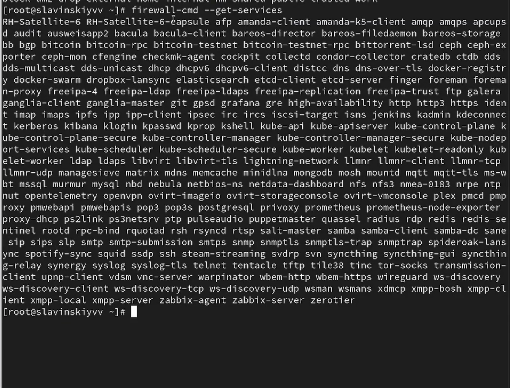 [root@slavinskiyv ~]# firewall-cmd --get-services
RH-Satellite-6 RH-Satellite-6-capsule afp amanda-client amanda-k5-client amqp amqps apcups
d audit ausweisapp2 bacula bacula-client bareos-director bareos-filedaemon bareos-storage
bb bgp bitcoin bitcoin-rpc bitcoin-testnet bitcoin-testnet-rpc bittorrent-lsd ceph ceph-ex
porter ceph-mon cfengine checkmk-agent cockpit collectd condor-collector cratedb ctdb dds
dds-multicast dds-unicast dhcp dhcpv6 dhcpv6-client distcc dns dns-over-tls docker-registr
y docker-swarm dropbox-lansync elasticsearch etcd-client etcd-server finger foreman forema
n-proxy freeipa-4 freeipa-ldap freeipa-ldaps freeipa-replication freeipa-trust ftp galera
ganglia-client ganglia-master git gpsd grafana gre high-availability http http3 https iden
t imap imaps ipfs ipp ipp-client ipsec irc ircs iscsi-target isns jenkins kadmin kdeconnec
t kerberos kibana klogin kpasswd kprop kshell kube-api kube-apiserver kube-control-plane k
ube-control-plane-secure kube-controller-manager kube-controller-manager-secure kube-nodep
ort-services kube-scheduler kube-scheduler-secure kube-worker kubelet kubelet-readonly kub
elet-worker ldap ldaps libvirt libvirt-tls lightning-network llmnr llmnr-client llmnr-tcp
llmnr-udp managesieve matrix mdns memcache minidlna mongodb mosh mountd mqtt mqtt-tls ms-w
bt mssql murmur mysql nbd nebula netbios-ns netdata-dashboard nfs nfs3 nmea-0183 nrpe ntp
nut opentelemetry openvpn ovirt-imageio ovirt-storageconsole ovirt-vmconsole plex pmcd pmp
roxy pmwebapi pmwebapis pop3 pop3s postgresql privoxy prometheus prometheus-node-exporter
proxy dhcp ps2link ps3netsrv ptp pulseaudio puppetmaster quassel radius rdp redis redis se
ntinel rootd rpc-bind rquotad rsh rsyncd rtsp salt-master samba samba-client samba-dc sane
sip sips slp smtp smtp-submission smtps snmp snmptls snmptls-trap snmptrap spideroak-lans
ync spotify-sync squid ssdp ssh steam-streaming svdrp svn syncthing syncthing-gui syncthin
g-relay synergy syslog syslog-tls telnet tentacle tftp tile38 tinc tor-socks transmission-
client upnp-client vdsm vnc-server warpinator wbem-http wbem-https wireguard ws-discovery
ws-discovery-client ws-discovery-tcp ws-discovery-udp wsman wsmans xdmcp xmpp-bosh xmpp-cl
ient xmpp-local xmpp-server zabbix-agent zabbix-server zerotier
[root@slavinskiyv ~]#